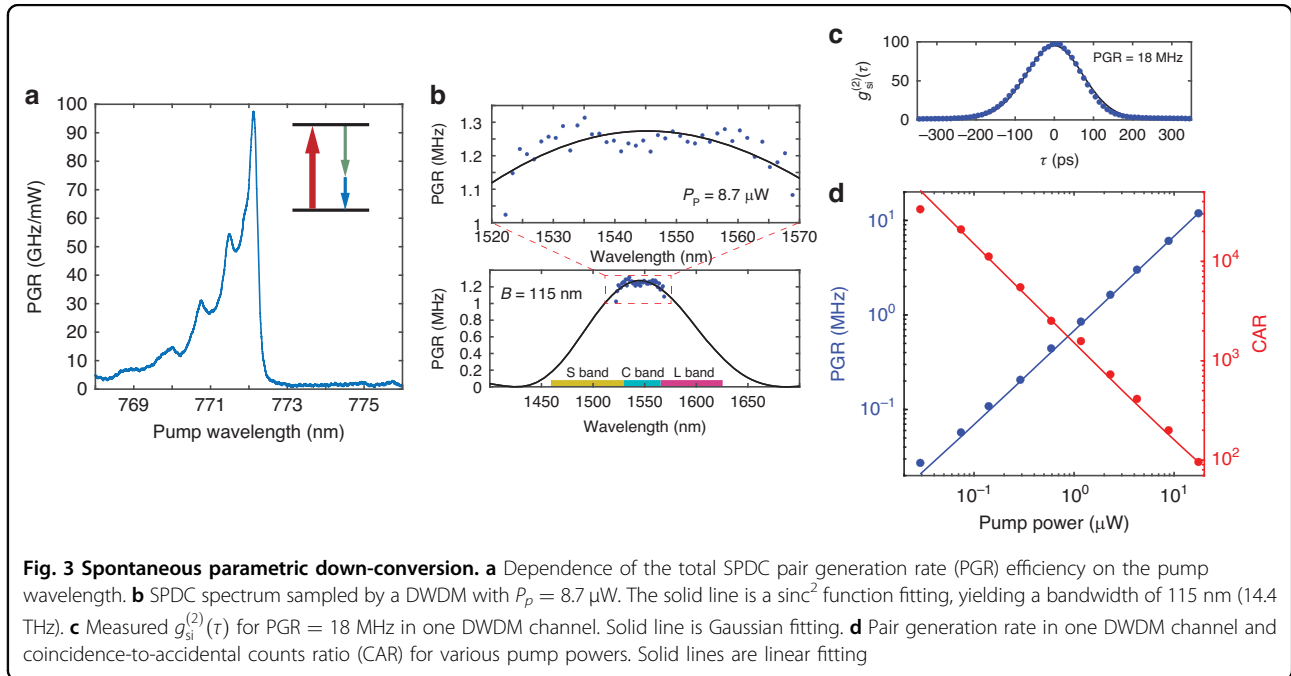 a
100
90
80
70
60
50
40
30
20
10
0
PGR (GHz/mW)
769 771 773 775
Pump wavelength (nm)
b
1.3
1.2
1.1
1
PGR (MHz)
P_P = 8.7 μW
1520 1530 1540 1550 1560 1570
Wavelength (nm)
1.2
1
0.8
0.6
0.4
0.2
0
PGR (MHz)
B = 115 nm
S band C band L band
1450 1500 1550 1600 1650
Wavelength (nm)
c
100
50
0
g_si^(2)(τ)
PGR = 18 MHz
−300 −200 −100 0 100 200 300
τ (ps)
d
10^1
10^0
10^−1
PGR (MHz)
10^4
10^3
10^2
CAR
10^−1 10^0 10^1
Pump power (μW)
Fig. 3 Spontaneous parametric down-conversion. a Dependence of the total SPDC pair generation rate (PGR) efficiency on the pump
wavelength. b SPDC spectrum sampled by a DWDM with P_p = 8.7 μW. The solid line is a sinc² function fitting, yielding a bandwidth of 115 nm (14.4
THz). c Measured g_si^(2)(τ) for PGR = 18 MHz in one DWDM channel. Solid line is Gaussian fitting. d Pair generation rate in one DWDM channel and
coincidence-to-accidental counts ratio (CAR) for various pump powers. Solid lines are linear fitting